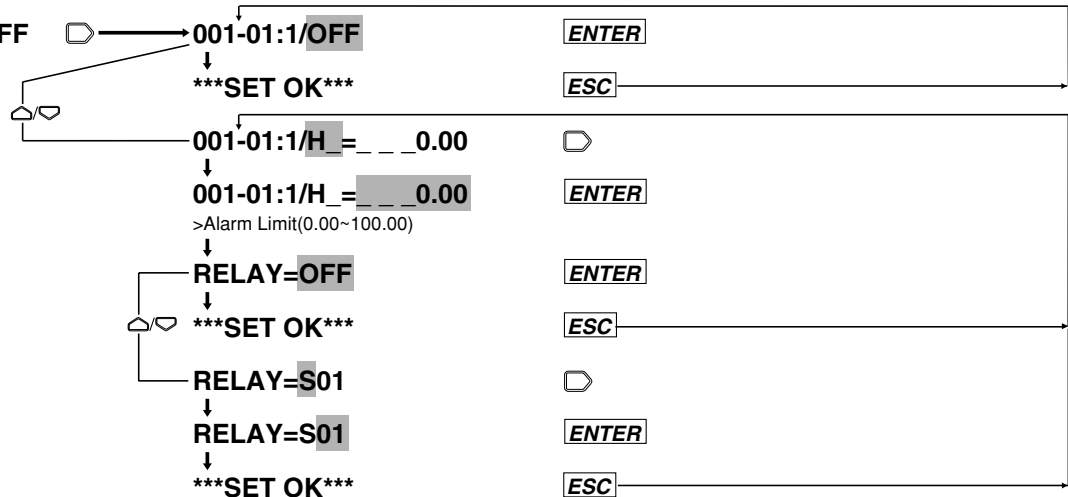 FF 001-01:1/OFF ENTER
***SET OK*** ESC
001-01:1/H_=_ _ _0.00
001-01:1/H_=_ _ _0.00 ENTER
>Alarm Limit(0.00~100.00)
RELAY=OFF ENTER
***SET OK*** ESC
RELAY=S01
RELAY=S01 ENTER
***SET OK*** ESC